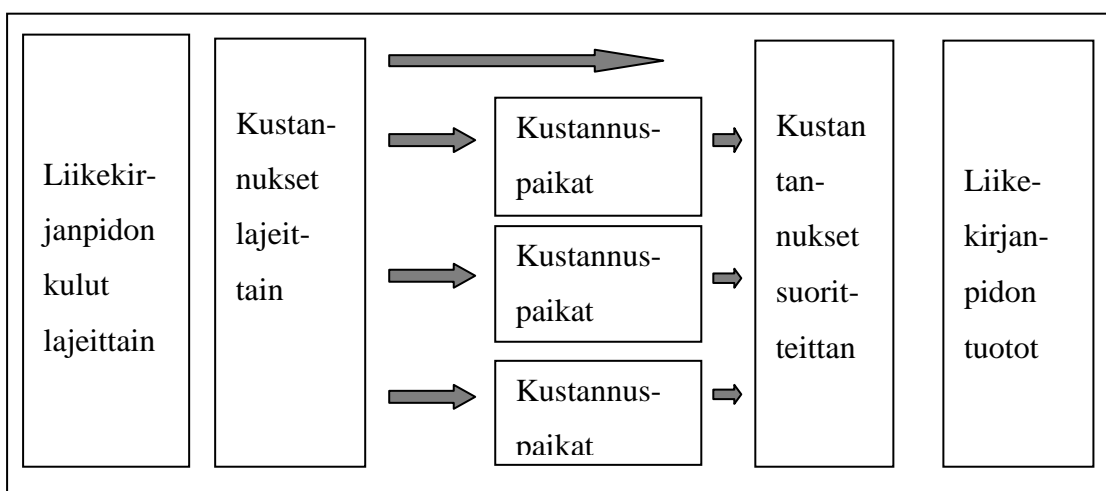 Liikekir-
janpidon
kulut
lajeittain
Kustan-
nukset
lajeit-
tain
Kustannus-
paikat
Kustannus-
paikat
Kustannus-
paikat
Kustan
tan-
nukset
suorit-
teittan
Liike-
kirjan-
pidon
tuotot